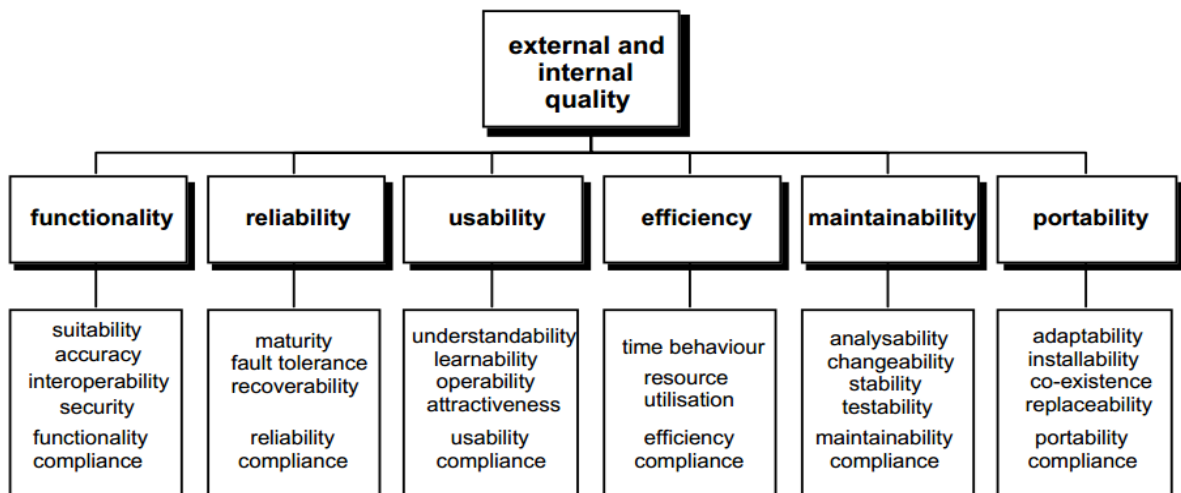 external and
internal
quality
functionality
reliability
usability
efficiency
maintainability
portability
suitability
accuracy
interoperability
security
functionality
compliance
maturity
fault tolerance
recoverability
reliability
compliance
understandability
learnability
operability
attractiveness
usability
compliance
time behaviour
resource
utilisation
efficiency
compliance
analysability
changeability
stability
testability
maintainability
compliance
adaptability
installability
co-existence
replaceability
portability
compliance